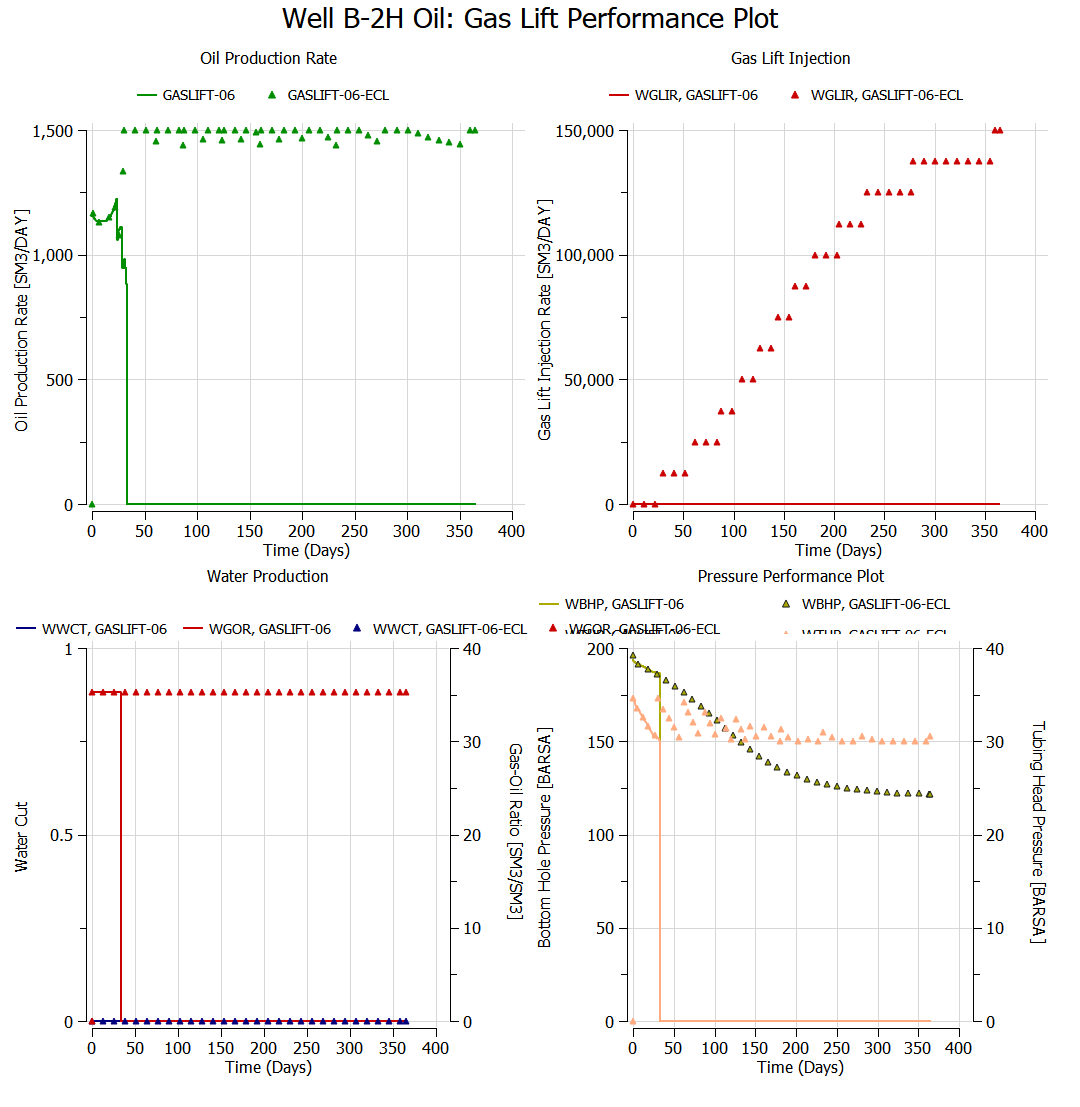 Well B-2H Oil: Gas Lift Performance Plot
Oil Production Rate
GASLIFT-06
GASLIFT-06-ECL
1,500
1,000
500
0
Oil Production Rate [SM3/DAY]
0 50 100 150 200 250 300 350 400
Time (Days)
Gas Lift Injection
WGLIR, GASLIFT-06
WGLIR, GASLIFT-06-ECL
150,000
100,000
50,000
0
Gas Lift Injection Rate [SM3/DAY]
0 50 100 150 200 250 300 350 400
Time (Days)
Water Production
WWCT, GASLIFT-06
WGOR, GASLIFT-06
WWCT, GASLIFT-06-ECL
WGOR, GASLIFT-06-ECL
1
0.5
0
Water Cut
40
30
20
10
0
Gas-Oil Ratio [SM3/SM3]
0 50 100 150 200 250 300 350 400
Time (Days)
Pressure Performance Plot
WBHP, GASLIFT-06
WBHP, GASLIFT-06-ECL
200
150
100
50
0
Bottom Hole Pressure [BARSA]
40
30
20
10
0
Tubing Head Pressure [BARSA]
0 50 100 150 200 250 300 350 400
Time (Days)